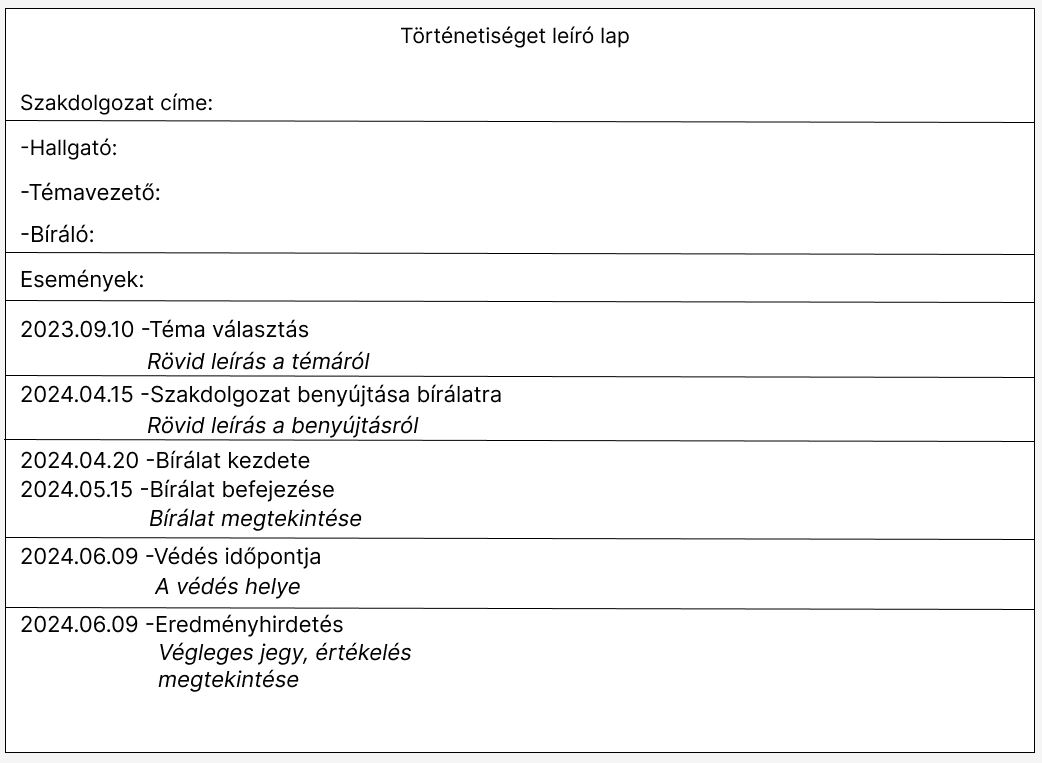 Történetiséget leíró lap
Szakdolgozat címe:
-Hallgató:
-Témavezető:
-Bíráló:
Események:
2023.09.10 -Téma választás
Rövid leírás a témáról
2024.04.15 -Szakdolgozat benyújtása bírálatra
Rövid leírás a benyújtásról
2024.04.20 -Bírálat kezdete
2024.05.15 -Bírálat befejezése
Bírálat megtekintése
2024.06.09 -Védés időpontja
A védés helye
2024.06.09 -Eredményhirdetés
Végleges jegy, értékelés
megtekintése